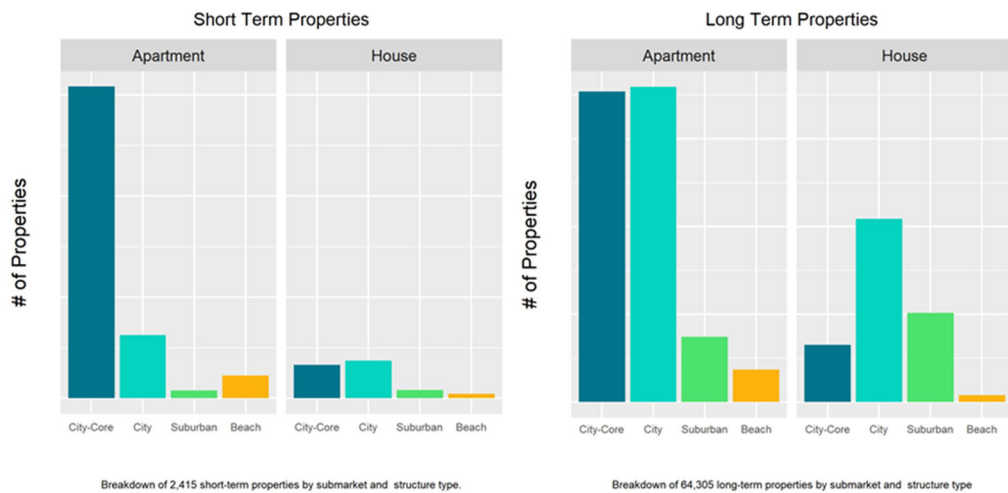 Short Term Properties
Apartment
House
# of Properties
City-Core City Suburban Beach
City-Core City Suburban Beach
Breakdown of 2,415 short-term properties by submarket and  structure type.
Long Term Properties
Apartment
House
# of Properties
City-Core City Suburban Beach
City-Core City Suburban Beach
Breakdown of 64,305 long-term properties by submarket and  structure type